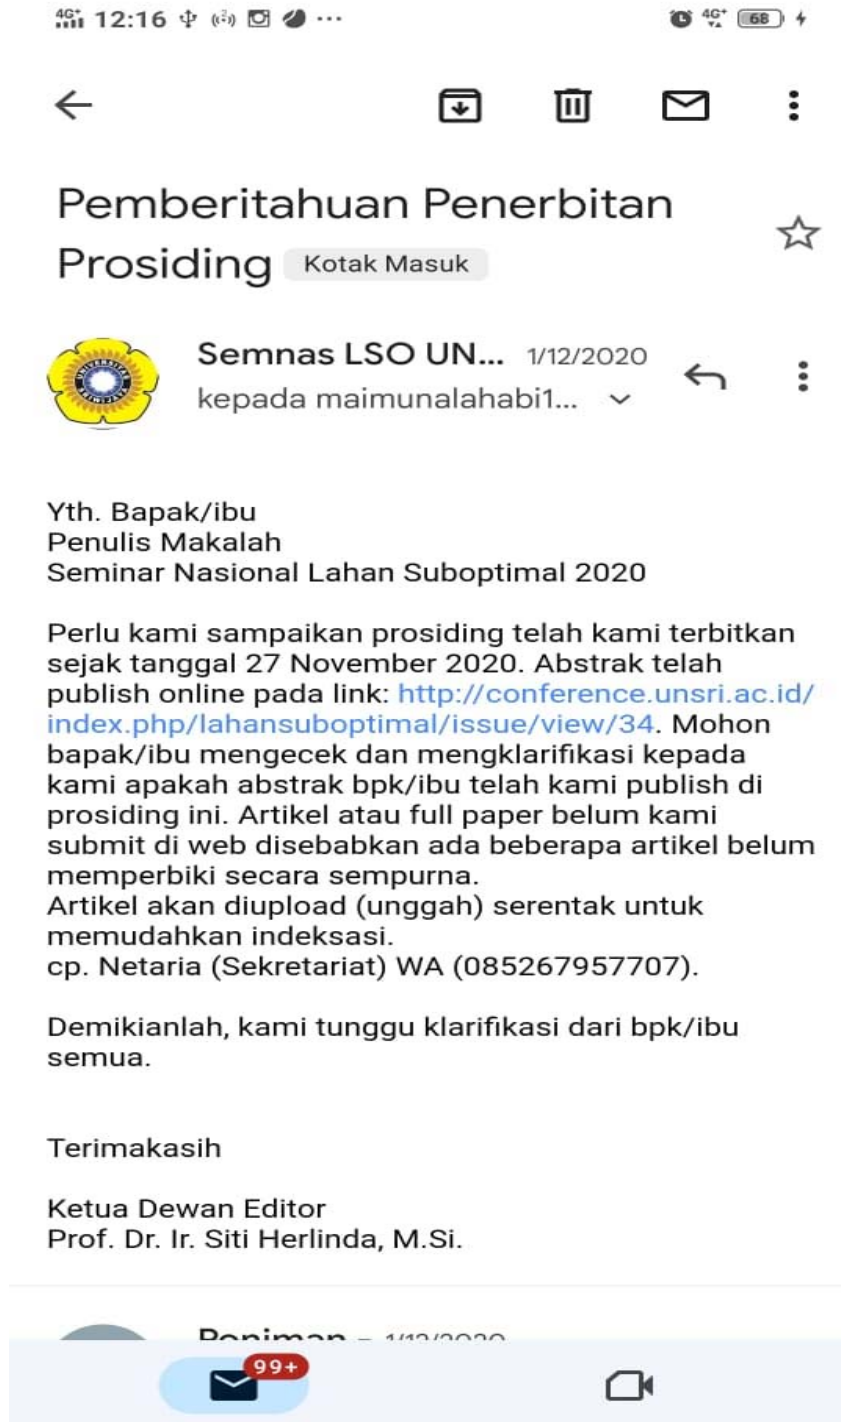 4G+ 12:16 4G+ 68
Pemberitahuan Penerbitan
Prosiding Kotak Masuk
Semnas LSO UN... 1/12/2020
kepada maimunalahabi1...
Yth. Bapak/ibu
Penulis Makalah
Seminar Nasional Lahan Suboptimal 2020
Perlu kami sampaikan prosiding telah kami terbitkan
sejak tanggal 27 November 2020. Abstrak telah
publish online pada link: http://conference.unsri.ac.id/
index.php/lahansuboptimal/issue/view/34. Mohon
bapak/ibu mengecek dan mengklarifikasi kepada
kami apakah abstrak bpk/ibu telah kami publish di
prosiding ini. Artikel atau full paper belum kami
submit di web disebabkan ada beberapa artikel belum
memperbiki secara sempurna.
Artikel akan diupload (unggah) serentak untuk
memudahkan indeksasi.
cp. Netaria (Sekretariat) WA (085267957707).
Demikianlah, kami tunggu klarifikasi dari bpk/ibu
semua.
Terimakasih
Ketua Dewan Editor
Prof. Dr. Ir. Siti Herlinda, M.Si.
Poniman - 1/12/2020
99+